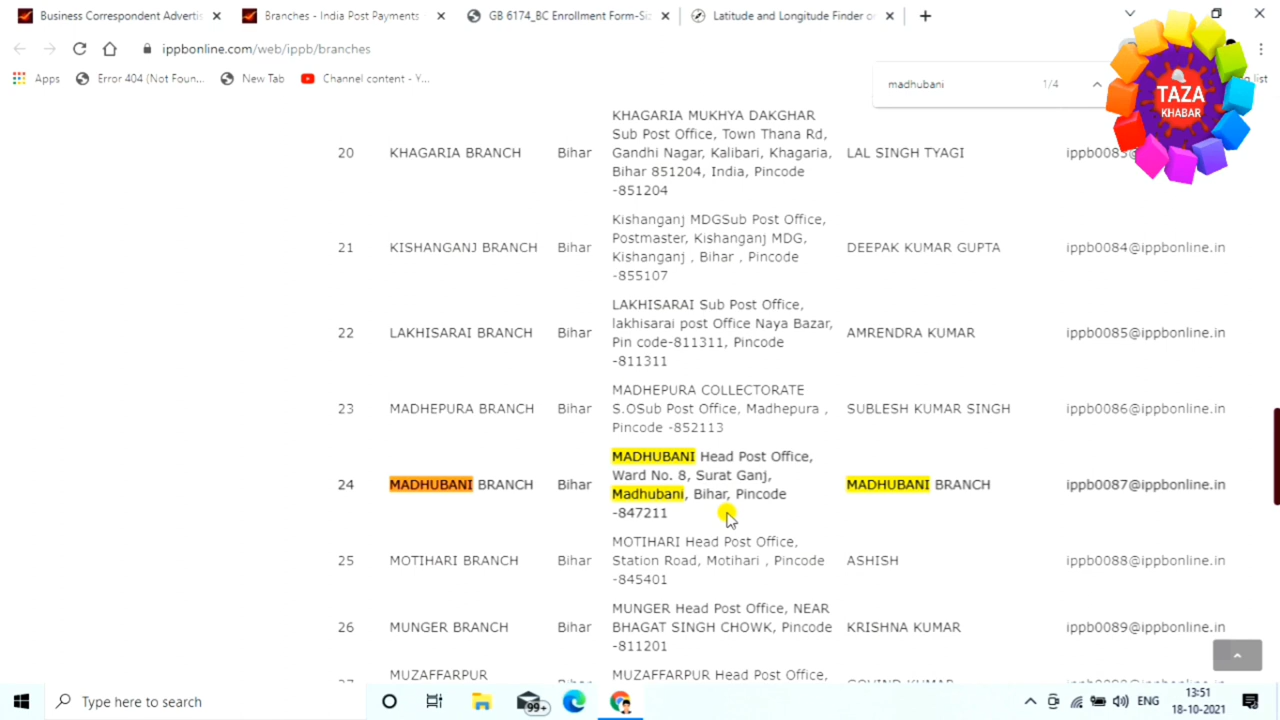 Business Correspondent Adverti
Branches - India Post Payments
GB 6174_BC Enrollment Form-So
Latitude and Longitude Finder on
ippbonline.com/web/ippb/branches
Apps
Error 404 (Not Foun...
New Tab
Channel content - Y...
list
madhubani
1/4
TAZA
KHABAR
KHAGARIA MUKHYA DAKGHAR
Sub Post Office, Town Thana Rd,
20 KHAGARIA BRANCH Bihar Gandhi Nagar, Kalibari, Khagaria, LAL SINGH TYAGI
Bihar 851204, India, Pincode
-851204
Kishanganj MDGSub Post Office,
21 KISHANGANJ BRANCH Bihar Postmaster, Kishanganj MDG, DEEPAK KUMAR GUPTA ippb0084@ippbonline.in
Kishanganj , Bihar , Pincode
-855107
LAKHISARAI Sub Post Office,
22 LAKHISARAI BRANCH Bihar lakhisarai post Office Naya Bazar, AMRENDRA KUMAR ippb0085@ippbonline.in
Pin code-811311, Pincode
-811311
MADHEPURA COLLECTORATE
23 MADHEPURA BRANCH Bihar S.OSub Post Office, Madhepura , SUBLESH KUMAR SINGH ippb0086@ippbonline.in
Pincode -852113
MADHUBANI Head Post Office,
Ward No. 8, Surat Ganj,
24 MADHUBANI BRANCH Bihar Madhubani, Bihar, Pincode MADHUBANI BRANCH ippb0087@ippbonline.in
-847211
MOTIHARI Head Post Office,
25 MOTIHARI BRANCH Bihar Station Road, Motihari , Pincode ASHISH ippb0088@ippbonline.in
-845401
MUNGER Head Post Office, NEAR
26 MUNGER BRANCH Bihar BHAGAT SINGH CHOWK, Pincode KRISHNA KUMAR ippb0089@ippbonline.in
-811201
MUZAFFARPUR MUZAFFARPUR Head Post Office,
Type here to search
99+
ENG
13:51
18-10-2021